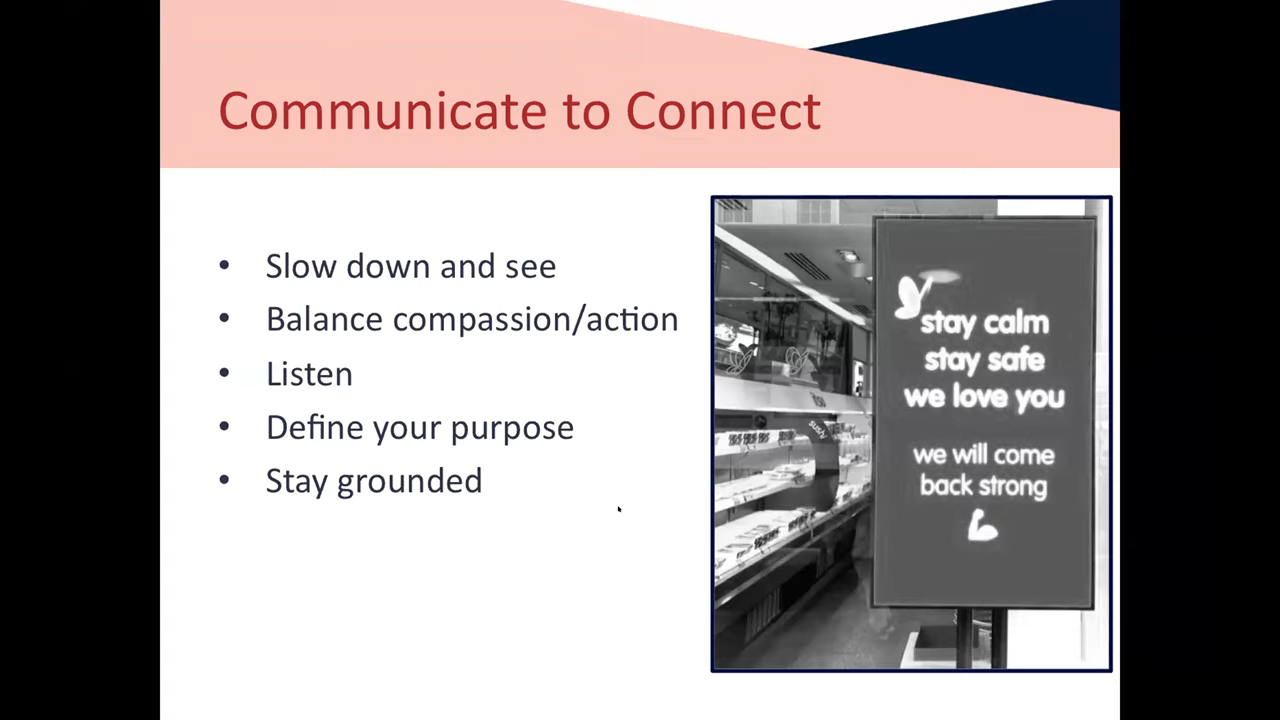 Communicate to Connect
• Slow down and see
• Balance compassion/action
• Listen
• Define your purpose
• Stay grounded
stay calm
stay safe
we love you
we will come
back strong
sushi